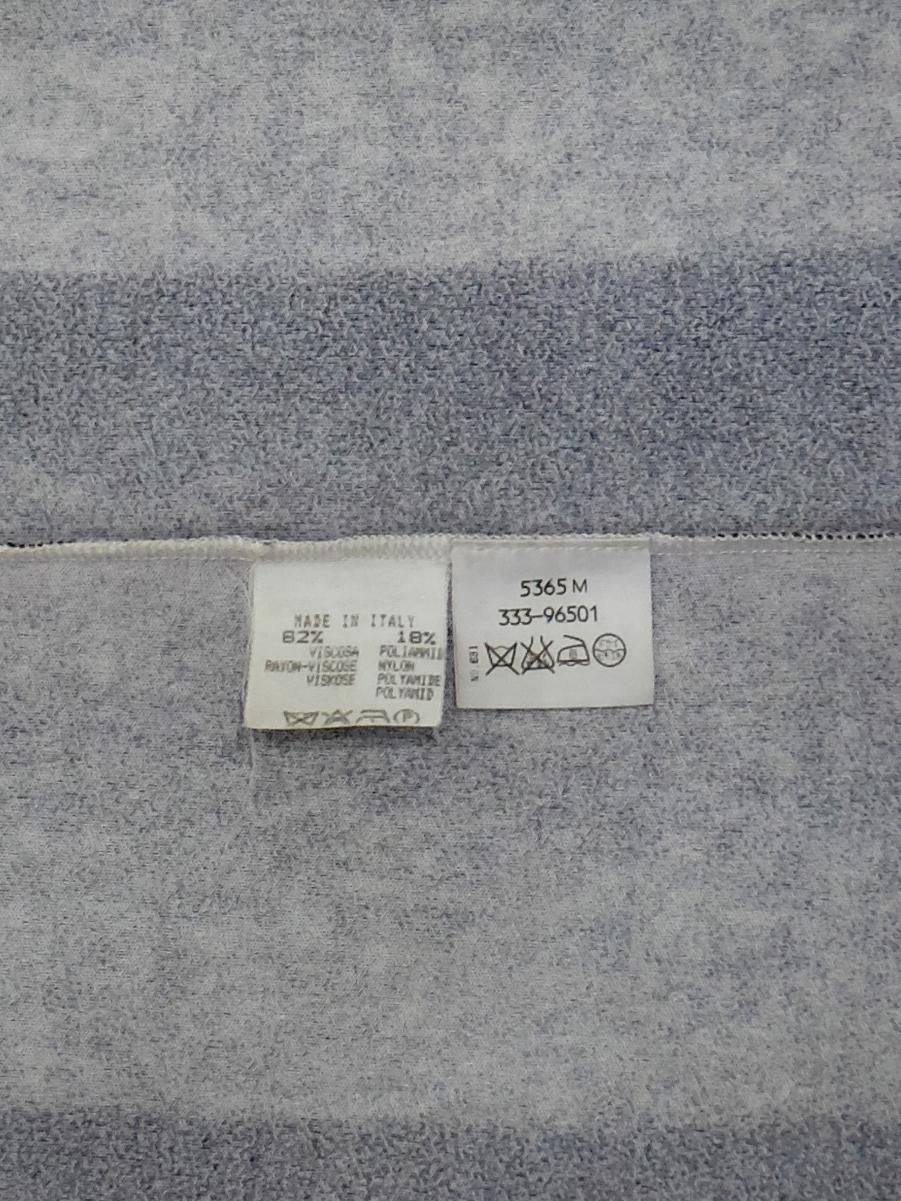 MADE IN ITALY
82% 18%
VISCOSA POLIAMMID
RAYON-VISCOSE NYLON
VISKOSE POLYAMIDE
POLYAMID
5365 M
333-96501